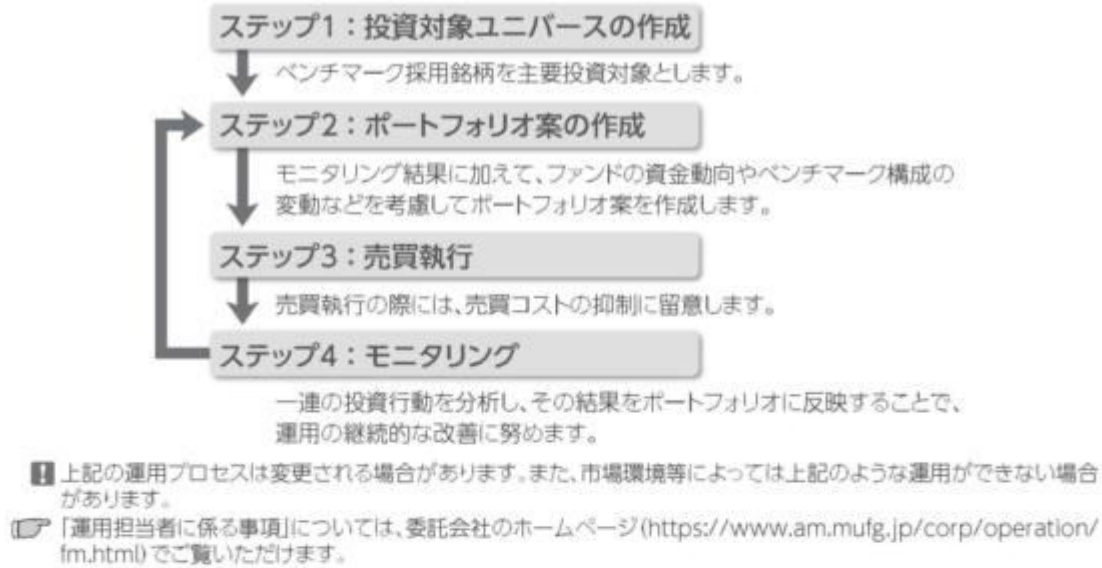 ステップ1：投資対象ユニバースの作成
ベンチマーク採用銘柄を主要投資対象とします。
ステップ2：ポートフォリオ案の作成
モニタリング結果に加えて、ファンドの資金動向やベンチマーク構成の
変動などを考慮してポートフォリオ案を作成します。
ステップ3：売買執行
売買執行の際には、売買コストの抑制に留意します。
ステップ4：モニタリング
一連の投資行動を分析し、その結果をポートフォリオに反映することで、
運用の継続的な改善に努めます。
! 上記の運用プロセスは変更される場合があります。また、市場環境等によっては上記のような運用ができない場合
があります。
「運用担当者に係る事項」については、委託会社のホームページ(https://www.am.mufg.jp/corp/operation/
fm.html)でご覧いただけます。